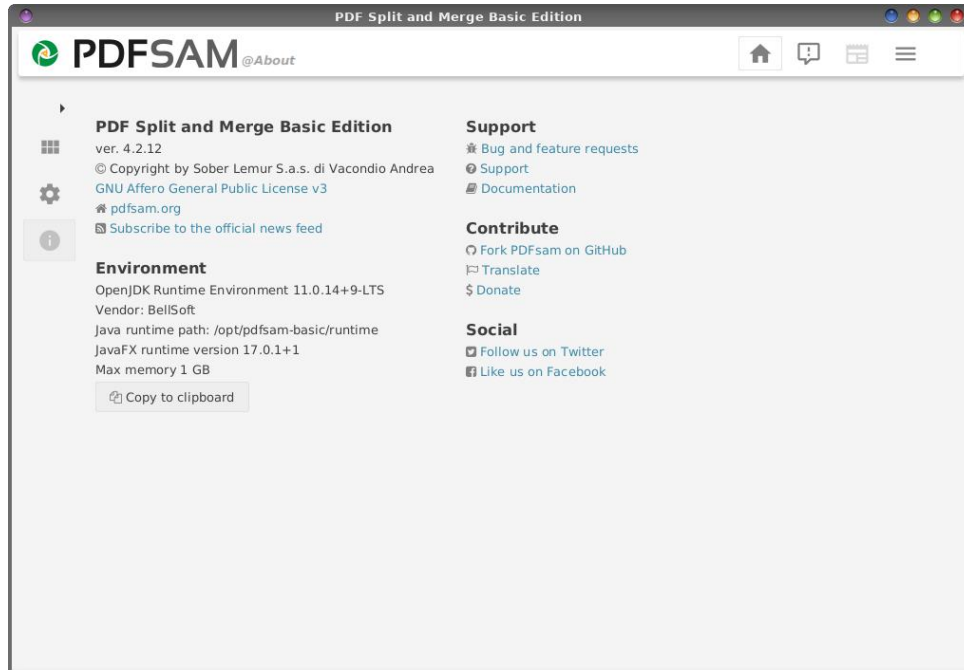 PDF Split and Merge Basic Edition
PDFSAM @About
PDF Split and Merge Basic Edition
ver. 4.2.12
© Copyright by Sober Lemur S.a.s. di Vacondio Andrea
GNU Affero General Public License v3
pdfsam.org
Subscribe to the official news feed
Environment
OpenJDK Runtime Environment 11.0.14+9-LTS
Vendor: BellSoft
Java runtime path: /opt/pdfsam-basic/runtime
JavaFX runtime version 17.0.1+1
Max memory 1 GB
Copy to clipboard
Support
Bug and feature requests
Support
Documentation
Contribute
Fork PDFsam on GitHub
Translate
$ Donate
Social
Follow us on Twitter
Like us on Facebook